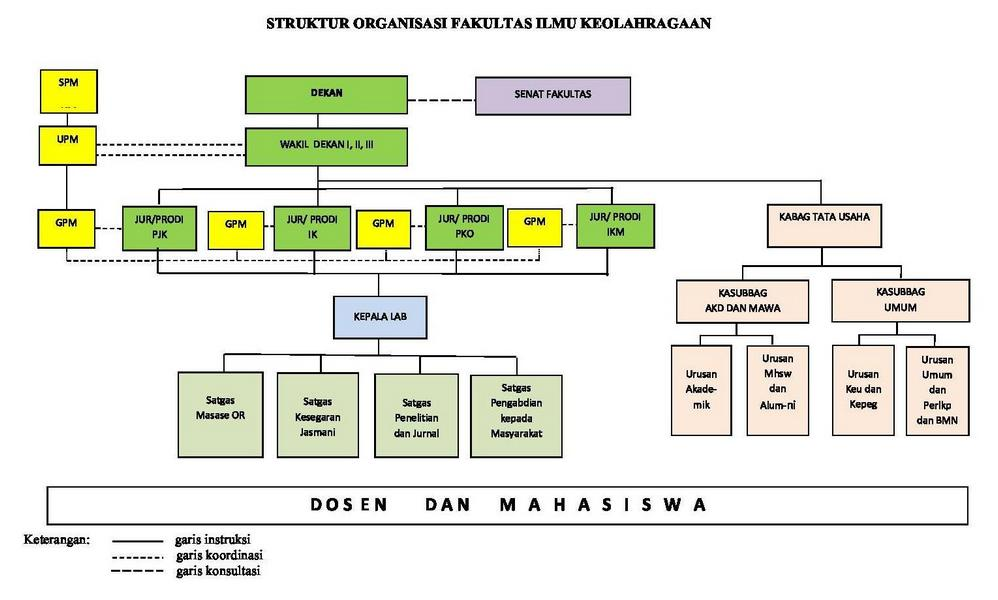 STRUKTUR ORGANISASI FAKULTAS ILMU KEOLAHRAGAAN
SPM
DEKAN
SENAT FAKULTAS
UPM
WAKIL DEKAN I, II, III
GPM
JUR/PRODI
PJK
GPM
JUR/ PRODI
IK
GPM
JUR/ PRODI
PKO
GPM
JUR/ PRODI
IKM
KABAG TATA USAHA
KASUBBAG
AKD DAN MAWA
KASUBBAG
UMUM
KEPALA LAB
Urusan
Akade-
mik
Urusan
Mhsw
dan
Alum-ni
Urusan
Keu dan
Kepeg
Urusan
Umum
dan
Perlkp
dan BMN
Satgas
Masase OR
Satgas
Kesegaran
Jasmani
Satgas
Penelitian
dan Jurnal
Satgas
Pengabdian
kepada
Masyarakat
DOSEN DAN MAHASISWA
Keterangan:
garis instruksi
garis koordinasi
garis konsultasi